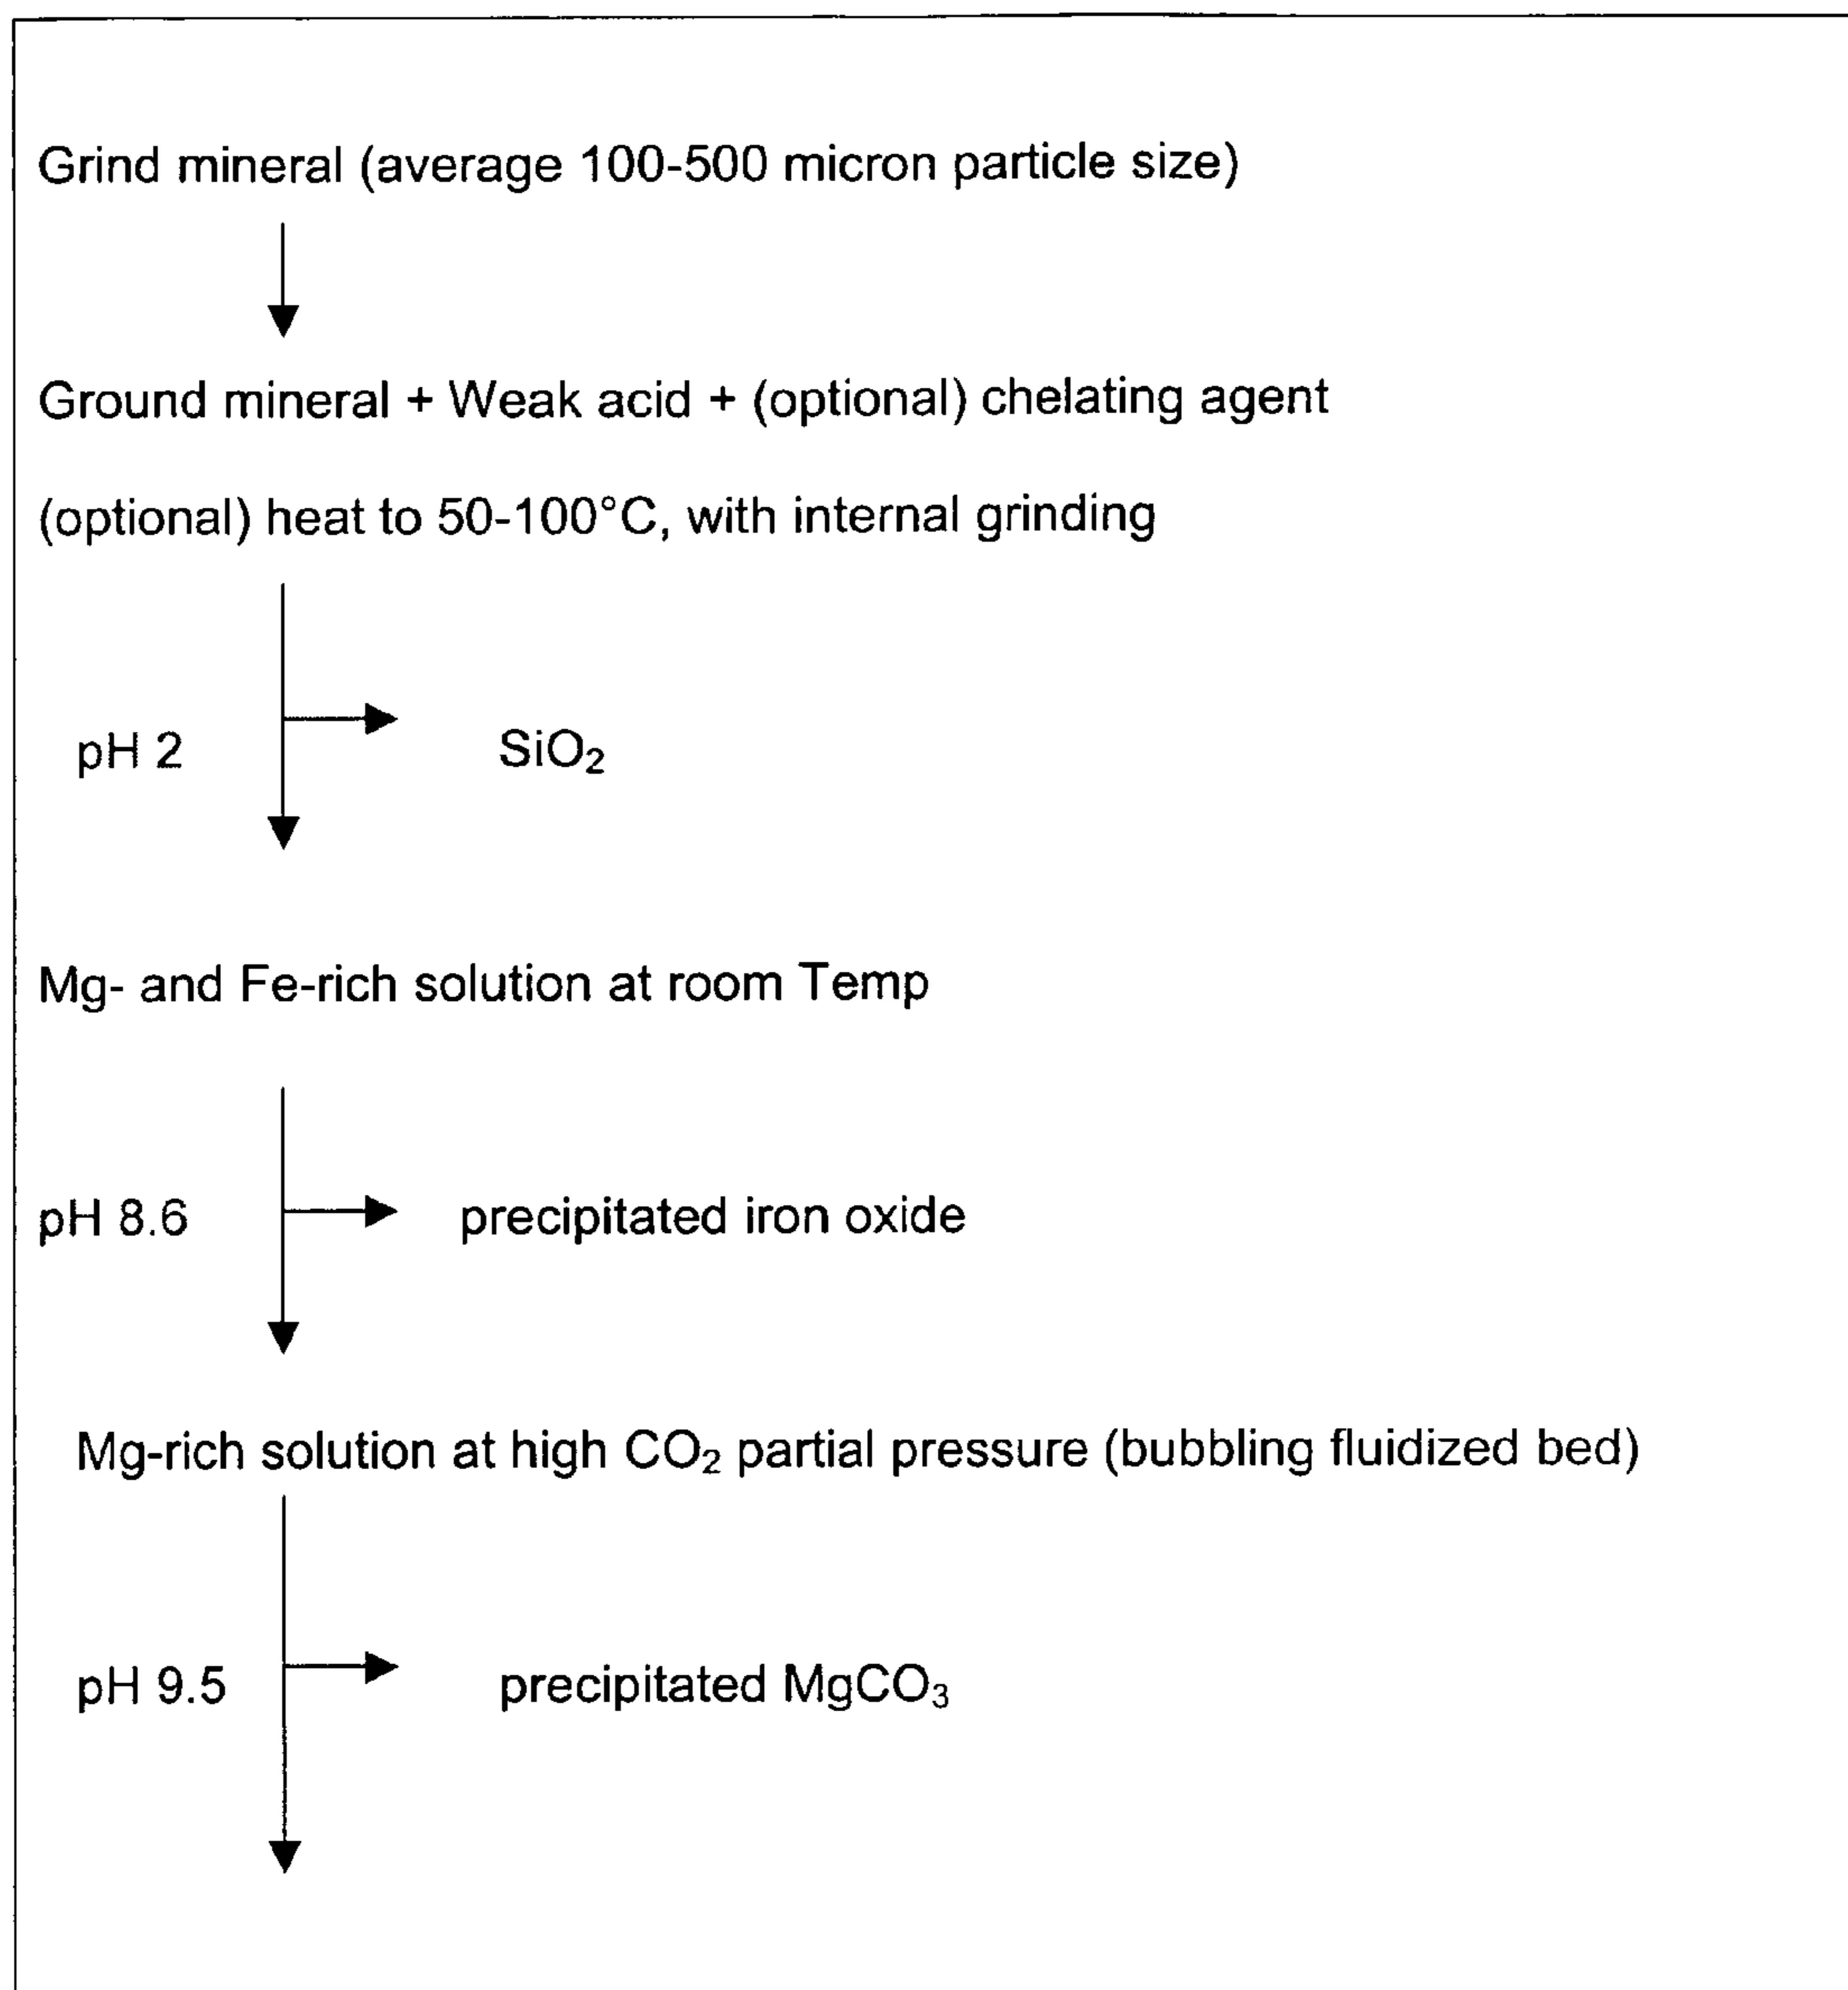 Grind mineral (average 100-500 micron particle size)
Ground mineral + Weak acid + (optional) chelating agent
(optional) heat to 50-100°C, with internal grinding
pH 2 SiO₂
Mg- and Fe-rich solution at room Temp
pH 8.6 precipitated iron oxide
Mg-rich solution at high CO₂ partial pressure (bubbling fluidized bed)
pH 9.5 precipitated MgCO₃